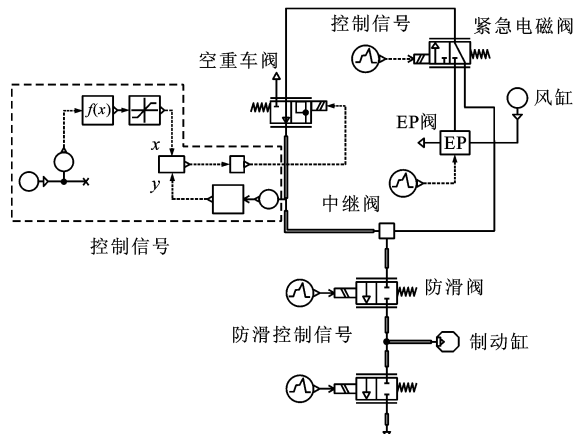 控制信号
紧急电磁阀
空重车阀
风缸
EP阀
EP
f(x)
x
y
中继阀
控制信号
防滑阀
防滑控制信号
制动缸